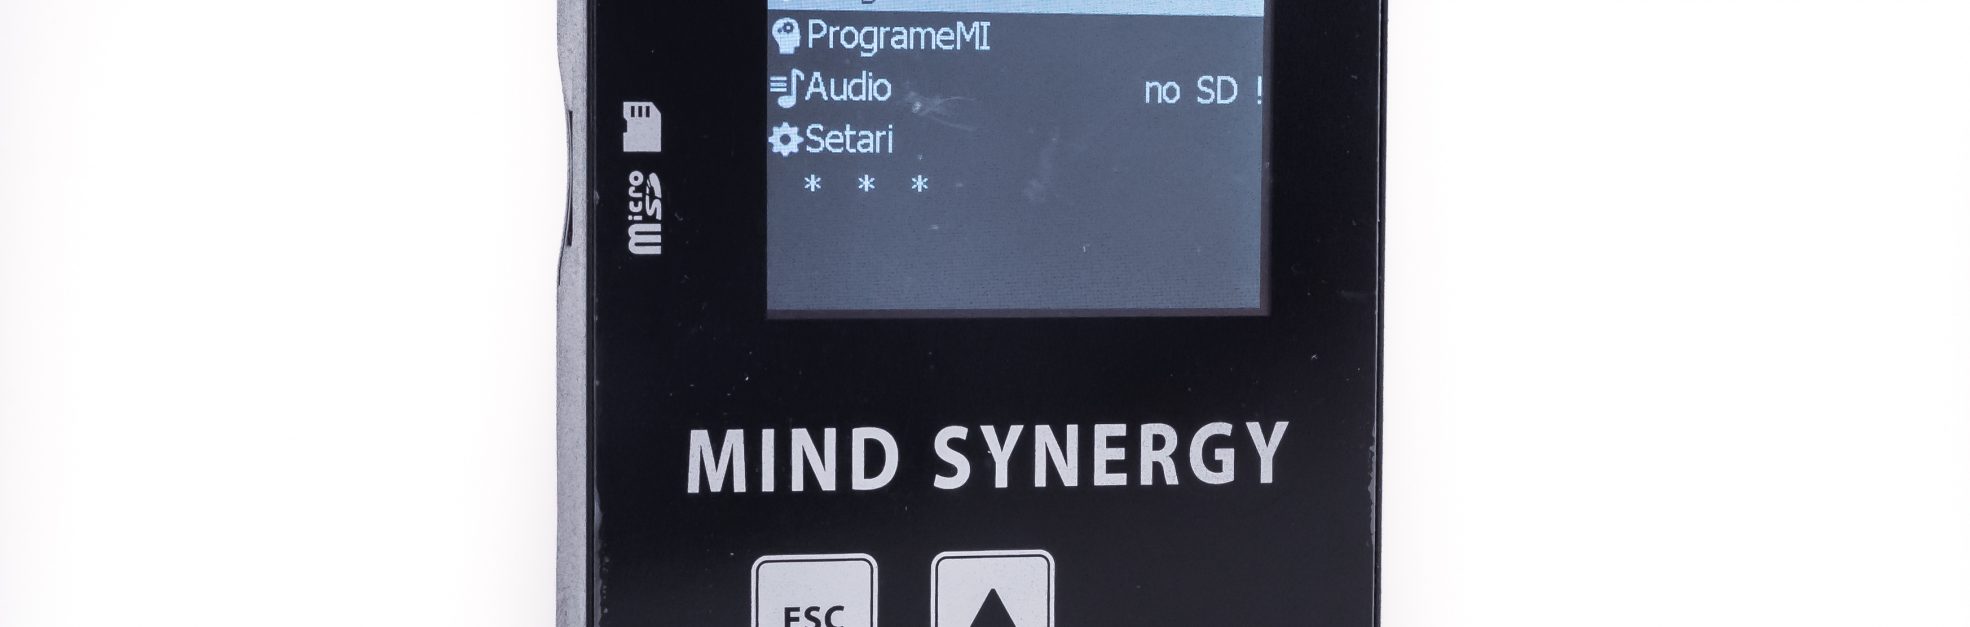 ProgrameMI
Audio no SD !
Setari
* * *
micro SD
MIND SYNERGY
ESC